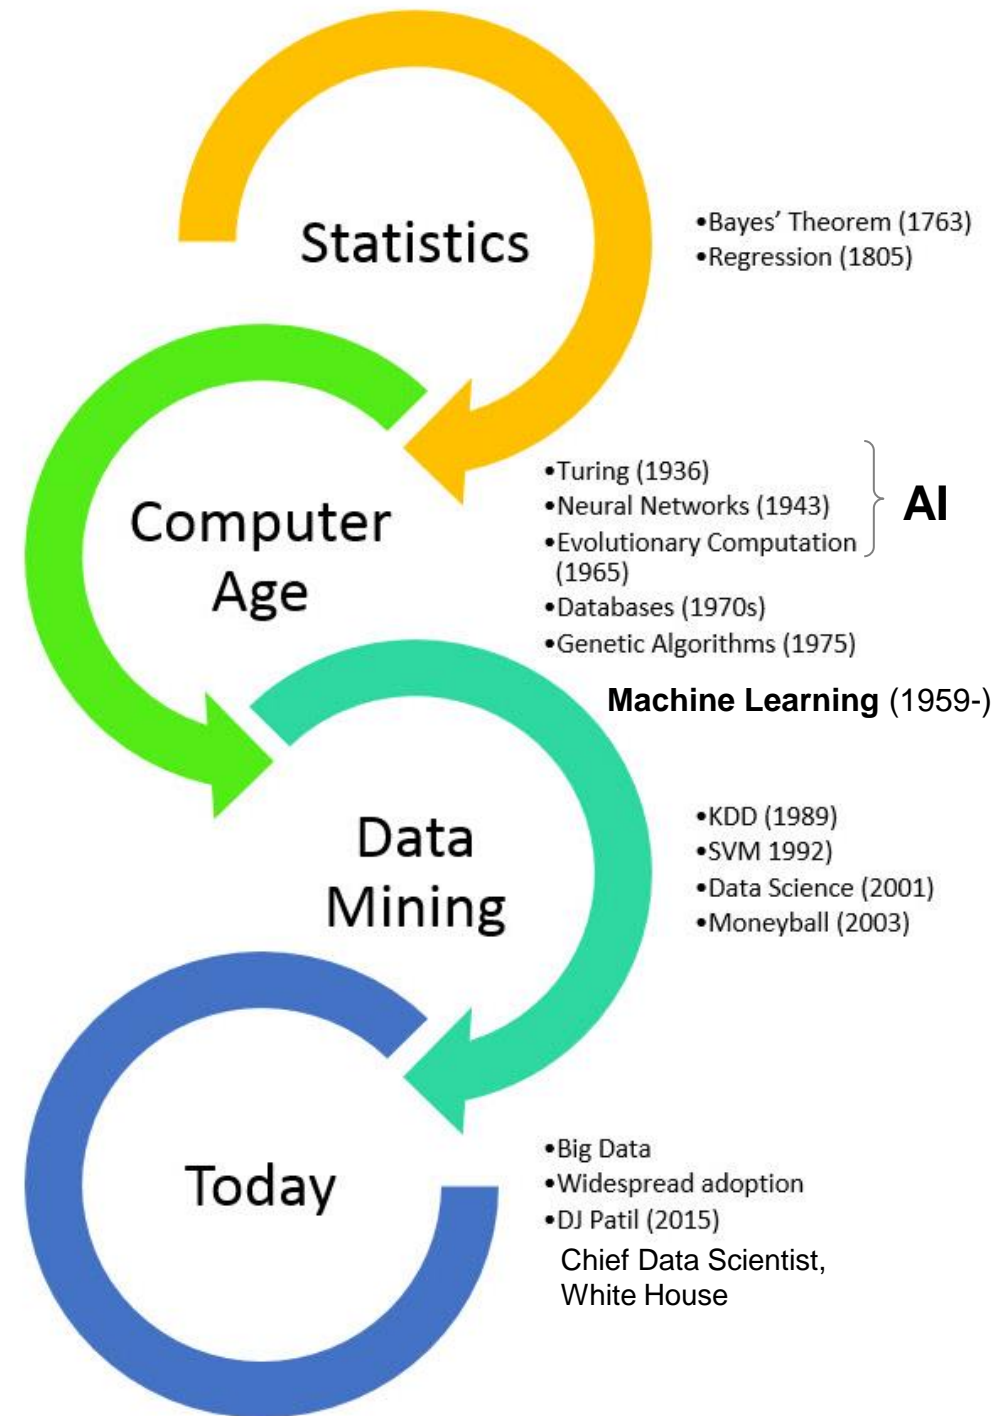 Statistics
•Bayes’ Theorem (1763)
•Regression (1805)
Computer
Age
•Turing (1936)
•Neural Networks (1943)
•Evolutionary Computation
(1965)
•Databases (1970s)
•Genetic Algorithms (1975)
AI
Machine Learning (1959-)
Data
Mining
•KDD (1989)
•SVM 1992)
•Data Science (2001)
•Moneyball (2003)
Today
•Big Data
•Widespread adoption
•DJ Patil (2015)
Chief Data Scientist,
White House